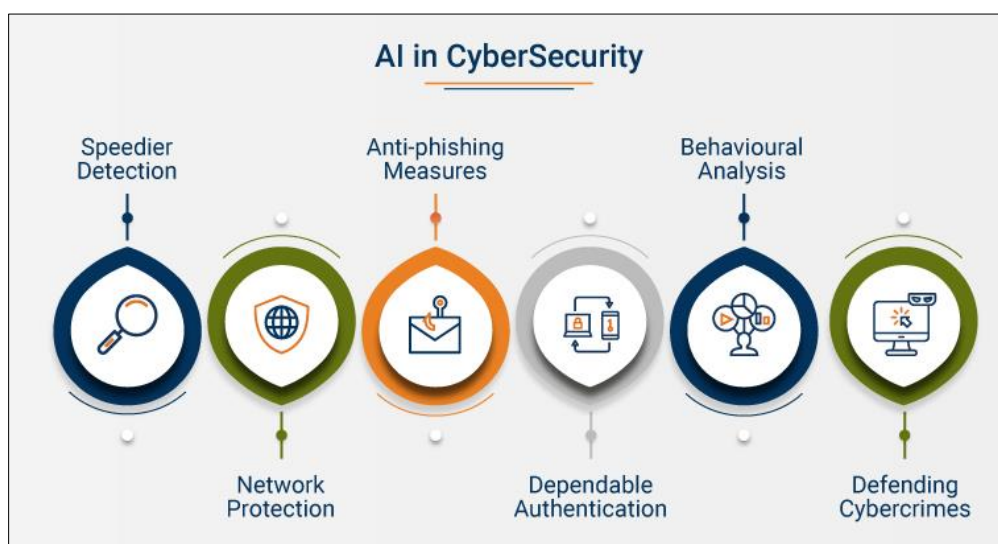 AI in CyberSecurity
Speedier
Detection
Anti-phishing
Measures
Behavioural
Analysis
Network
Protection
Dependable
Authentication
Defending
Cybercrimes